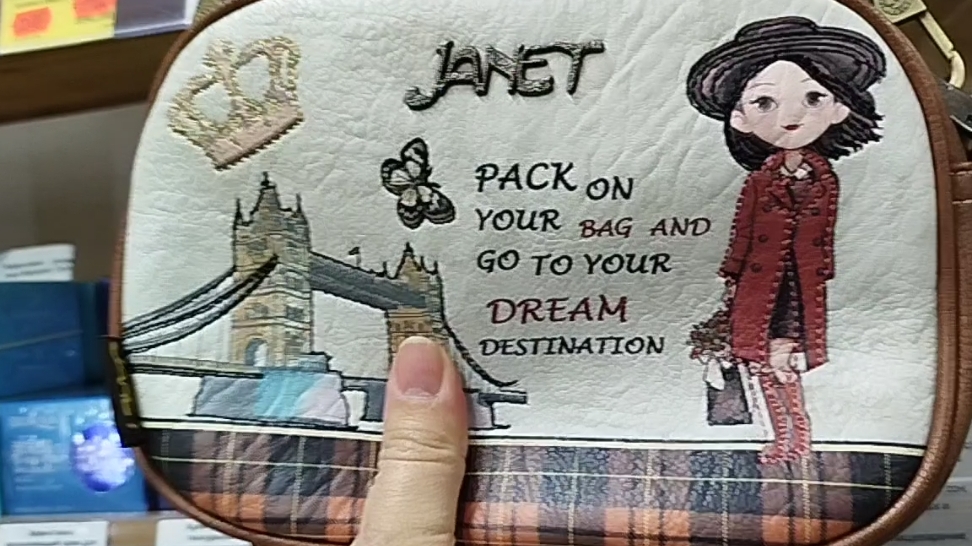 JANET
PACK ON
YOUR BAG AND
GO TO YOUR
DREAM
DESTINATION